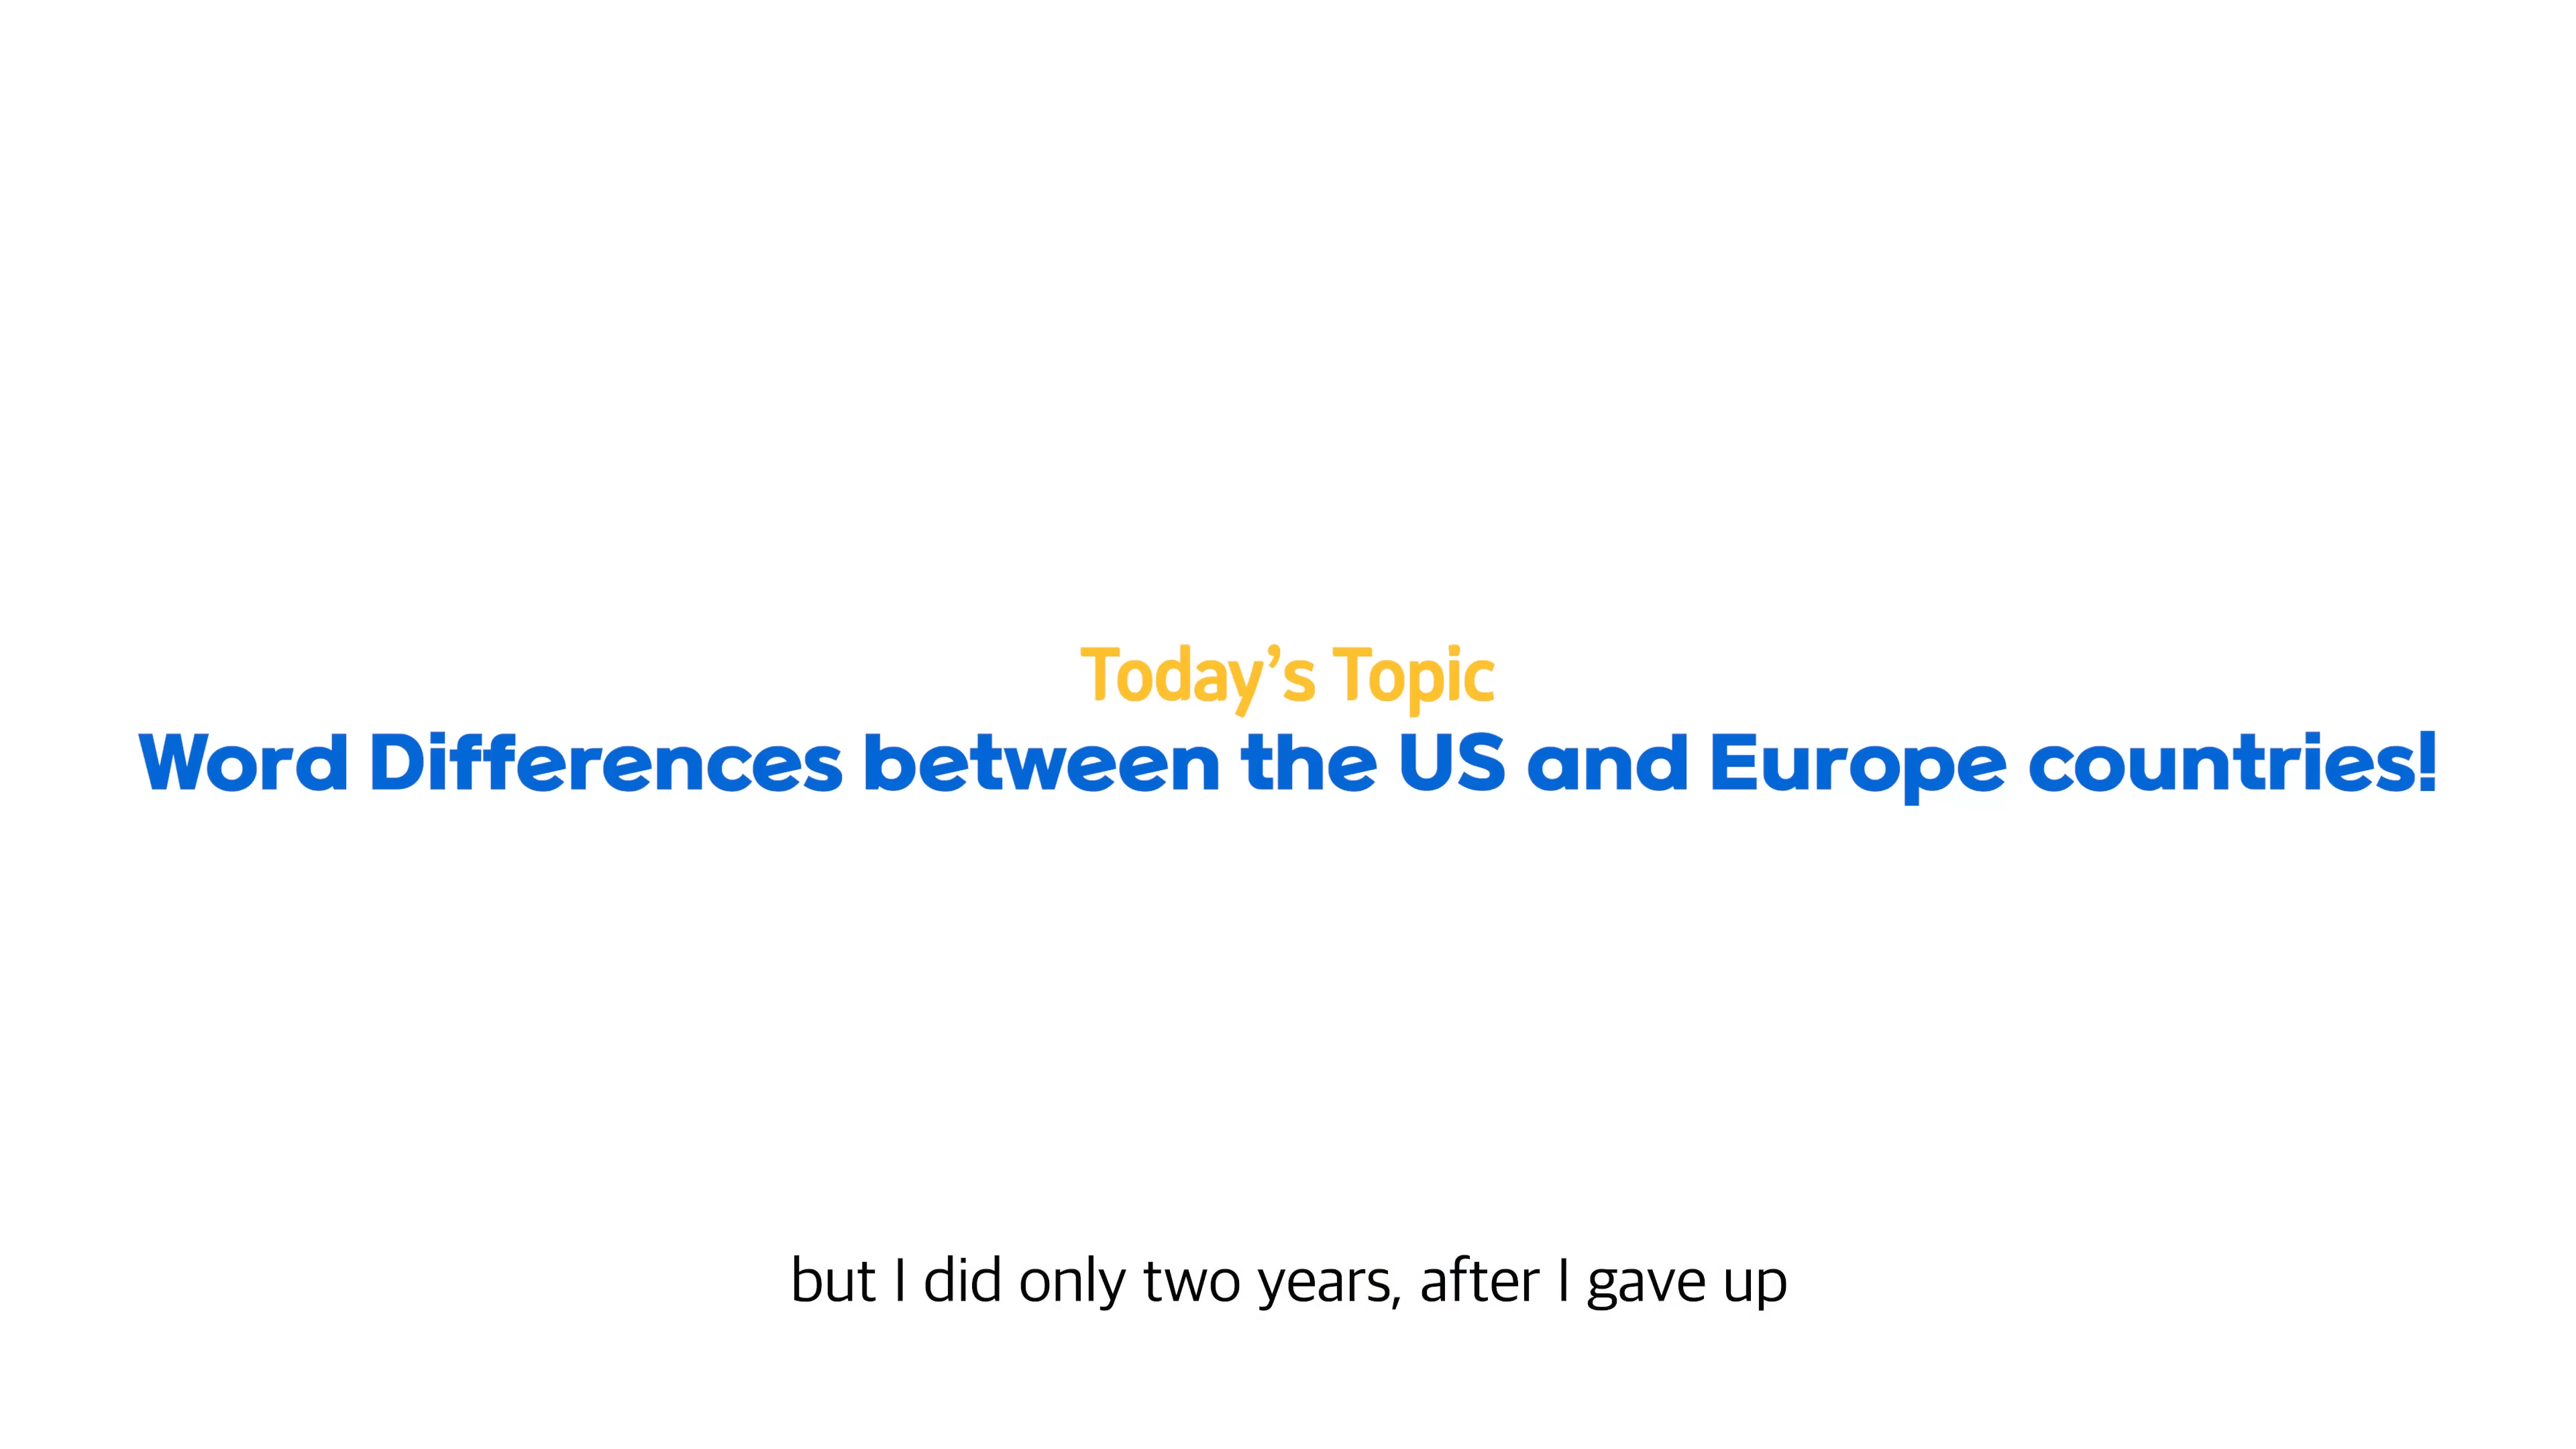 Today’s Topic
Word Differences between the US and Europe countries!
but I did only two years, after I gave up